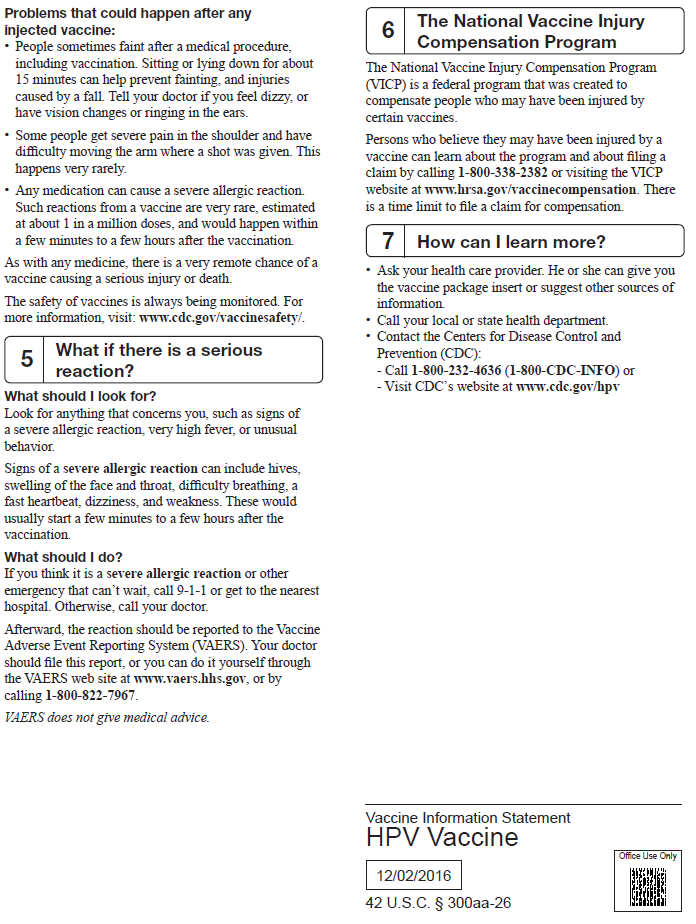 Problems that could happen after any
injected vaccine:
• People sometimes faint after a medical procedure,
including vaccination. Sitting or lying down for about
15 minutes can help prevent fainting, and injuries
caused by a fall. Tell your doctor if you feel dizzy, or
have vision changes or ringing in the ears.
• Some people get severe pain in the shoulder and have
difficulty moving the arm where a shot was given. This
happens very rarely.
• Any medication can cause a severe allergic reaction.
Such reactions from a vaccine are very rare, estimated
at about 1 in a million doses, and would happen within
a few minutes to a few hours after the vaccination.
As with any medicine, there is a very remote chance of a
vaccine causing a serious injury or death.
The safety of vaccines is always being monitored. For
more information, visit: www.cdc.gov/vaccinesafety/.
5 What if there is a serious
reaction?
What should I look for?
Look for anything that concerns you, such as signs of
a severe allergic reaction, very high fever, or unusual
behavior.
Signs of a severe allergic reaction can include hives,
swelling of the face and throat, difficulty breathing, a
fast heartbeat, dizziness, and weakness. These would
usually start a few minutes to a few hours after the
vaccination.
What should I do?
If you think it is a severe allergic reaction or other
emergency that can't wait, call 9-1-1 or get to the nearest
hospital. Otherwise, call your doctor.
Afterward, the reaction should be reported to the Vaccine
Adverse Event Reporting System (VAERS). Your doctor
should file this report, or you can do it yourself through
the VAERS web site at www.vaers.hhs.gov, or by
calling 1-800-822-7967.
VAERS does not give medical advice.
6 The National Vaccine Injury
Compensation Program
The National Vaccine Injury Compensation Program
(VICP) is a federal program that was created to
compensate people who may have been injured by
certain vaccines.
Persons who believe they may have been injured by a
vaccine can learn about the program and about filing a
claim by calling 1-800-338-2382 or visiting the VICP
website at www.hrsa.gov/vaccinecompensation. There
is a time limit to file a claim for compensation.
7 How can I learn more?
• Ask your health care provider. He or she can give you
the vaccine package insert or suggest other sources of
information.
• Call your local or state health department.
• Contact the Centers for Disease Control and
Prevention (CDC):
- Call 1-800-232-4636 (1-800-CDC-INFO) or
- Visit CDC's website at www.cdc.gov/hpv
Vaccine Information Statement
HPV Vaccine
12/02/2016
42 U.S.C. § 300aa-26
Office Use Only